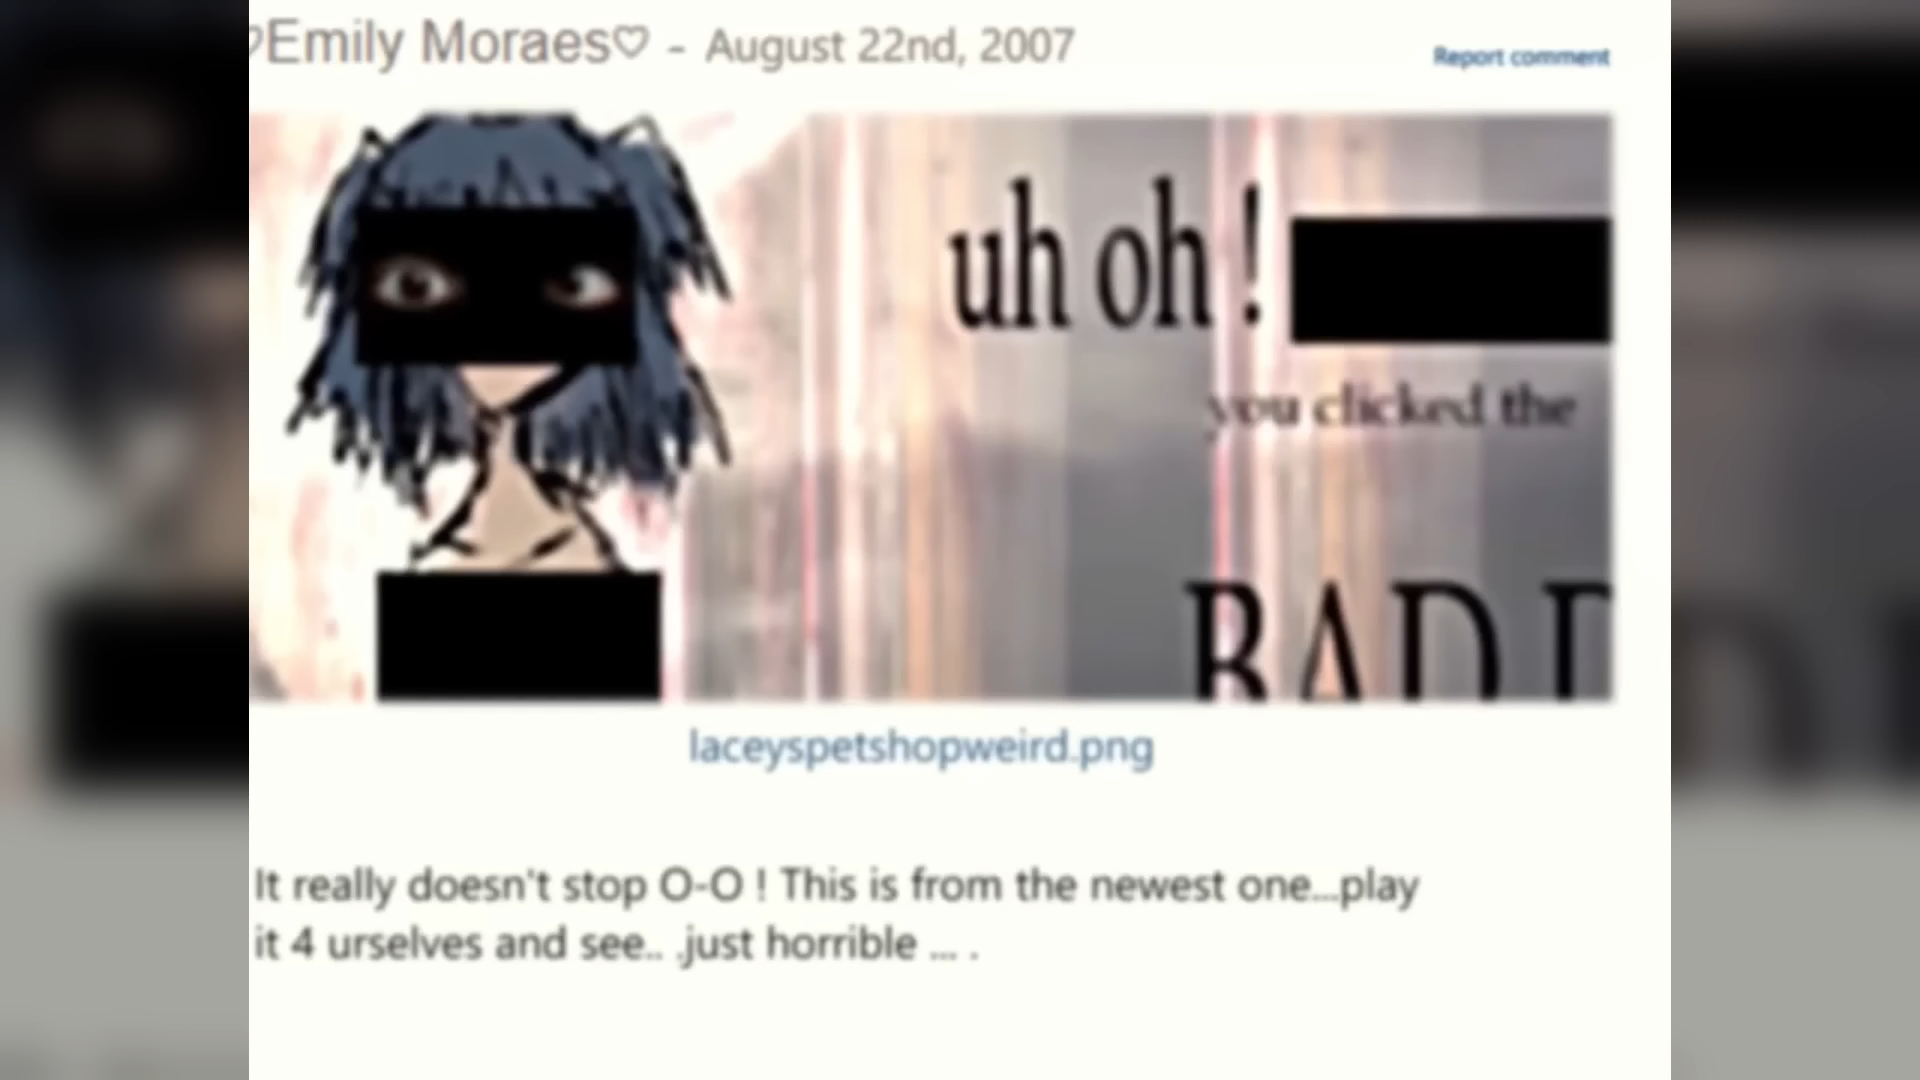 ♡Emily Moraes♡ - August 22nd, 2007
Report comment
uh oh !
you clicked the
BAD
laceyspetshopweird.png
It really doesn't stop O-O ! This is from the newest one...play
it 4 urselves and see.. .just horrible ... .